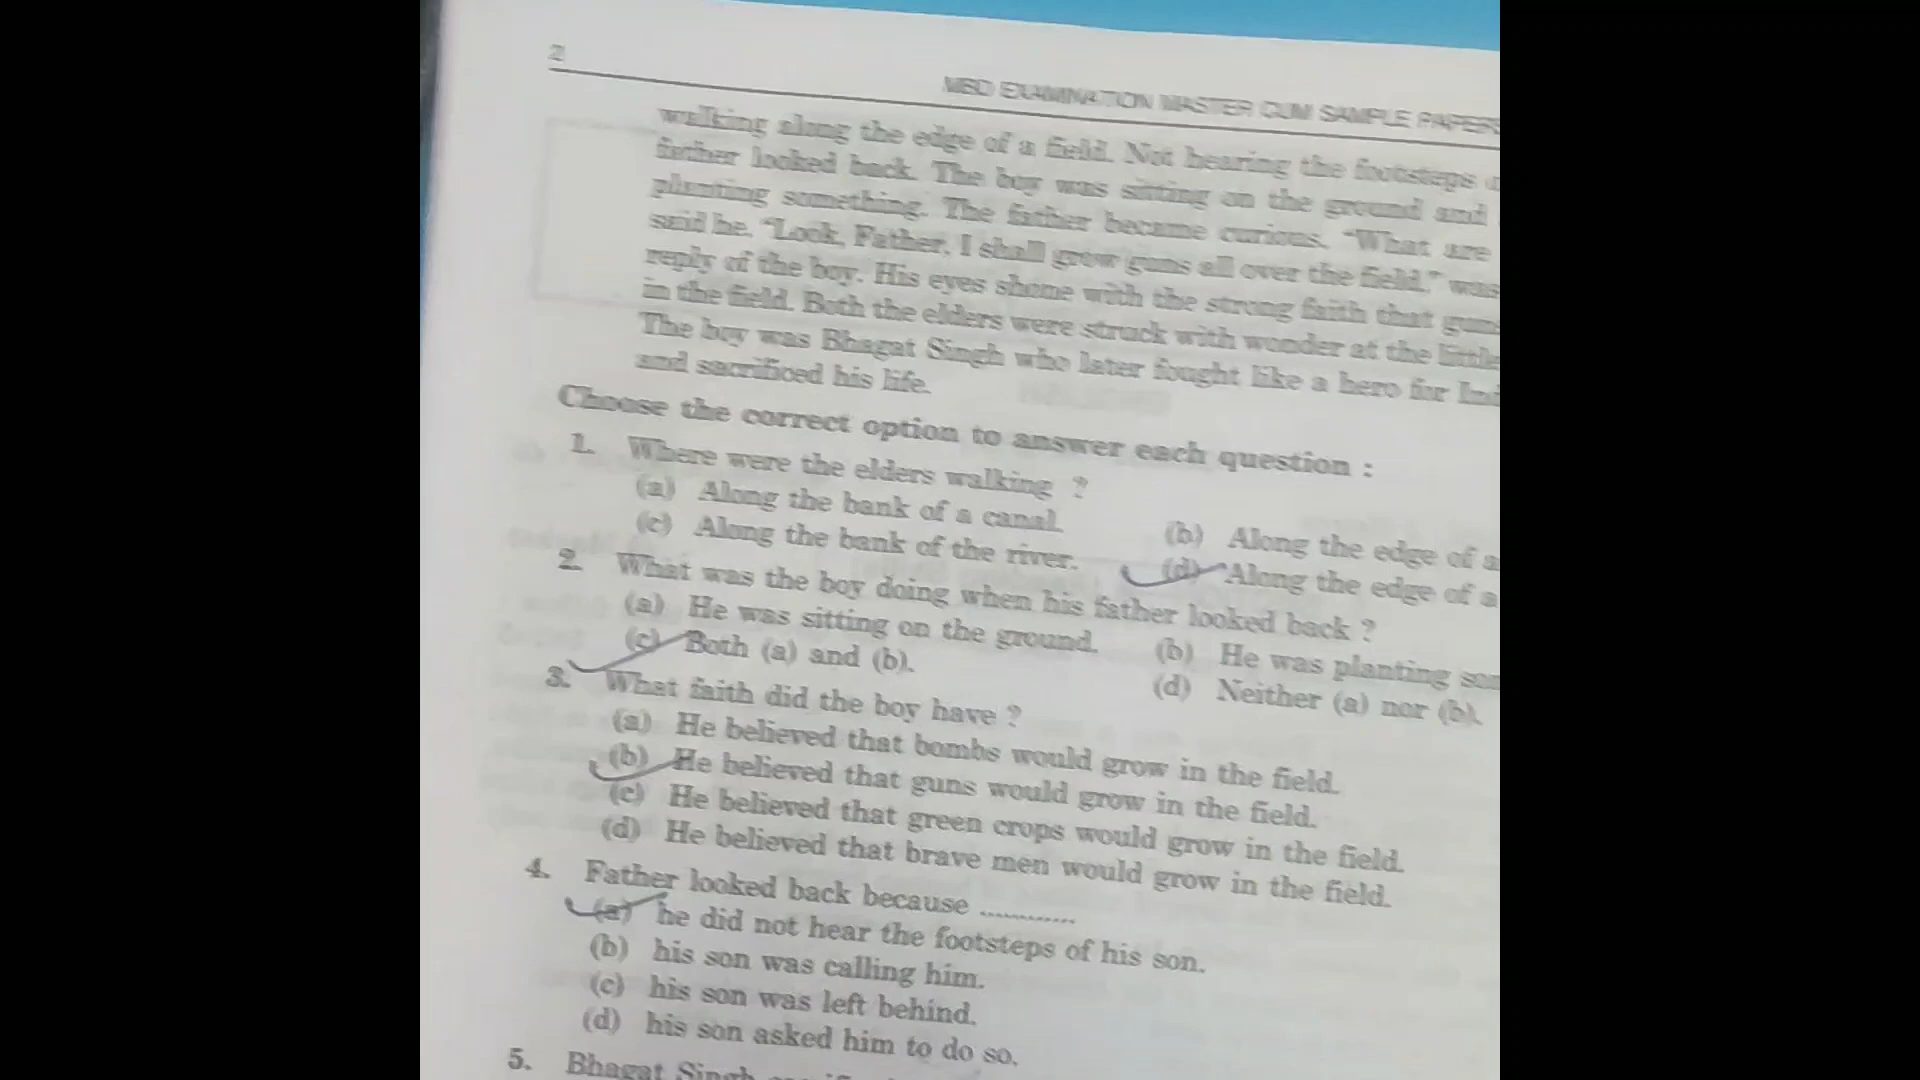 2
MBD EXAMINATION MASTER CUM SAMPLE PAPERS
walking along the edge of a field. Not hearing the footsteps
father looked back. The boy was sitting on the ground and
planting something. The father became curious. "What are
said he. "Look, Father, I shall grow guns all over the field." was
reply of the boy. His eyes shone with the strong faith that guns
in the field. Both the elders were struck with wonder at the little
The boy was Bhagat Singh who later fought like a hero for
and sacrificed his life.
Choose the correct option to answer each question :
1. Where were the elders walking ?
(a) Along the bank of a canal. (b) Along the edge of a
(c) Along the bank of the river. (d) Along the edge of a
2. What was the boy doing when his father looked back ?
(a) He was sitting on the ground. (b) He was planting
(c) Both (a) and (b). (d) Neither (a) nor (b).
3. What faith did the boy have ?
(a) He believed that bombs would grow in the field.
(b) He believed that guns would grow in the field.
(c) He believed that green crops would grow in the field.
(d) He believed that brave men would grow in the field.
4. Father looked back because ............
(a) he did not hear the footsteps of his son.
(b) his son was calling him.
(c) his son was left behind.
(d) his son asked him to do so.
5. Bhagat Singh